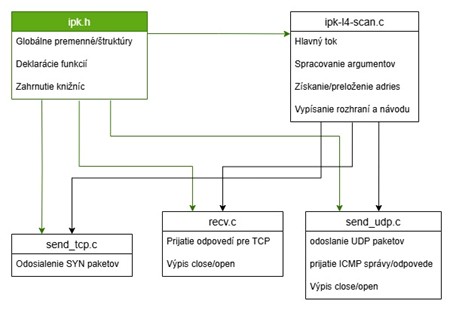 ipk.h
Globálne premenné/štruktúry
Deklarácie funkcií
Zahrnutie knižníc
ipk-l4-scan.c
Hlavný tok
Spracovanie argumentov
Získanie/preloženie adries
Vypísanie rozhraní a návodu
send_tcp.c
Odosialenie SYN paketov
recv.c
Prijatie odpovedí pre TCP
Výpis close/open
send_udp.c
odoslanie UDP paketov
prijatie ICMP správy/odpovede
Výpis close/open